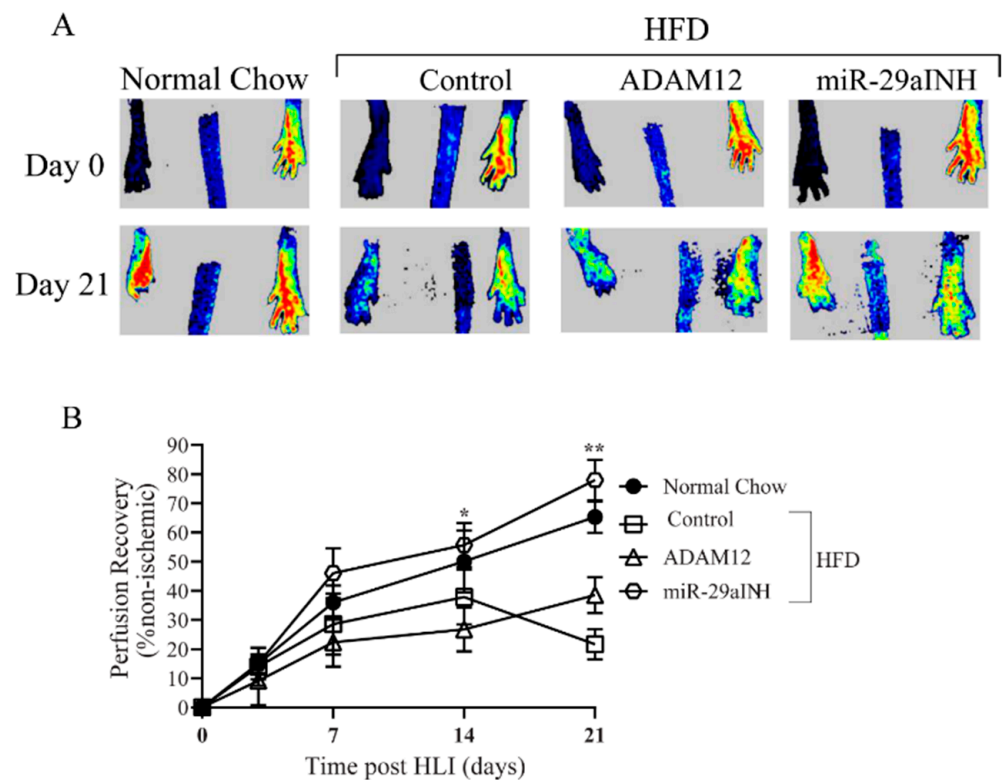 A
HFD
Normal Chow Control ADAM12 miR-29aINH
Day 0
Day 21
B
Perfusion Recovery
(%non-ischemic)
90
80
70
60
50
40
30
20
10
0
0 7 14 21
Time post HLI (days)
*
**
Normal Chow
Control
ADAM12
miR-29aINH
HFD